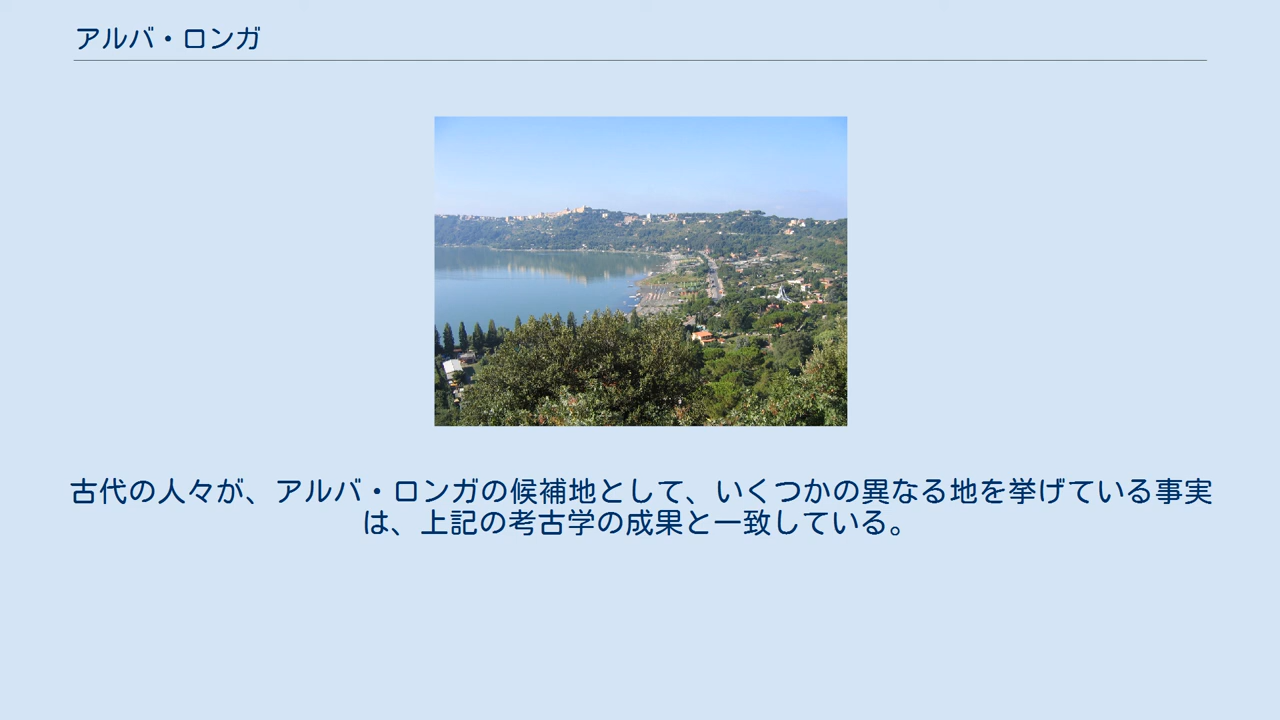 アルバ・ロンガ
古代の人々が、アルバ・ロンガの候補地として、いくつかの異なる地を挙げている事実
は、上記の考古学の成果と一致している。